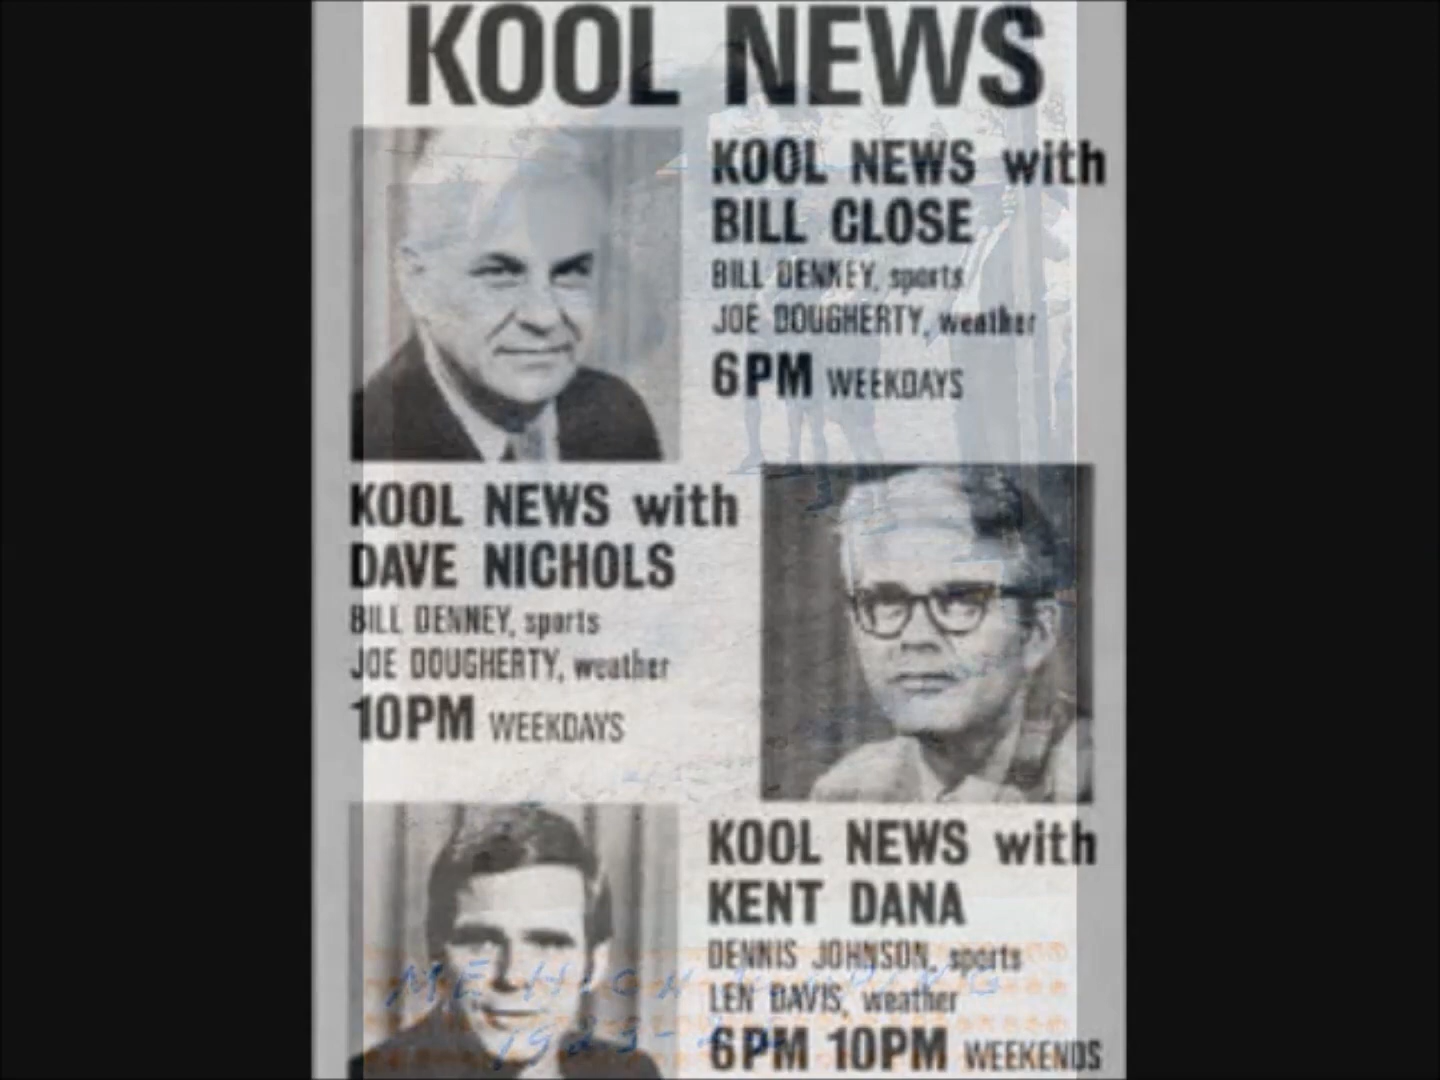 KOOL NEWS
KOOL NEWS with
BILL CLOSE
BILL DENNEY, sports
JOE DOUGHERTY, weather
6PM WEEKDAYS
KOOL NEWS with
DAVE NICHOLS
BILL DENNEY, sports
JOE DOUGHERTY, weather
10PM WEEKDAYS
KOOL NEWS with
KENT DANA
DENNIS JOHNSON, sports
LEN DAVIS, weather
6PM 10PM WEEKENDS